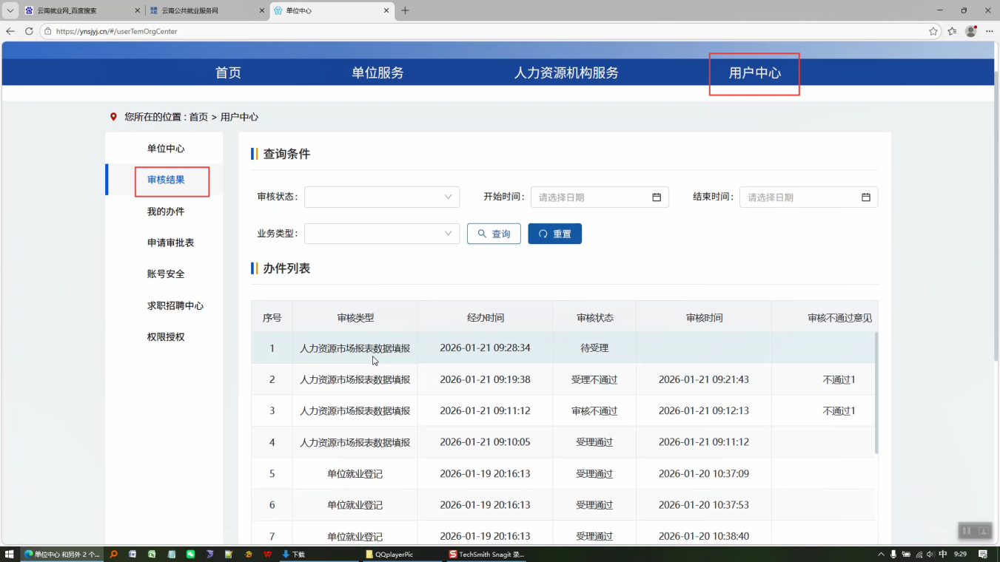 云南就业网_百度搜索
云南公共就业服务网
单位中心
https://ynsjyj.cn/#/userTemOrgCenter
首页 单位服务 人力资源机构服务 用户中心
您所在的位置 : 首页 > 用户中心
单位中心
审核结果
我的办件
申请审批表
账号安全
求职招聘中心
权限授权
查询条件
审核状态： 开始时间： 请选择日期 结束时间： 请选择日期
业务类型： 查询 重置
办件列表
序号 审核类型 经办时间 审核状态 审核时间 审核不通过意见
1 人力资源市场报表数据填报 2026-01-21 09:28:34 待受理
2 人力资源市场报表数据填报 2026-01-21 09:19:38 受理不通过 2026-01-21 09:21:43 不通过1
3 人力资源市场报表数据填报 2026-01-21 09:11:12 审核不通过 2026-01-21 09:12:13 不通过1
4 人力资源市场报表数据填报 2026-01-21 09:10:05 受理通过 2026-01-21 09:11:12
5 单位就业登记 2026-01-19 20:16:13 受理通过 2026-01-20 10:37:09
6 单位就业登记 2026-01-19 20:16:13 受理通过 2026-01-20 10:37:53
7 单位就业登记 2026-01-19 20:16:13 受理通过 2026-01-20 10:38:40
单位中心 和另外 2 个... 下载 QQplayerPic TechSmith Snagit 录... 中 9:29